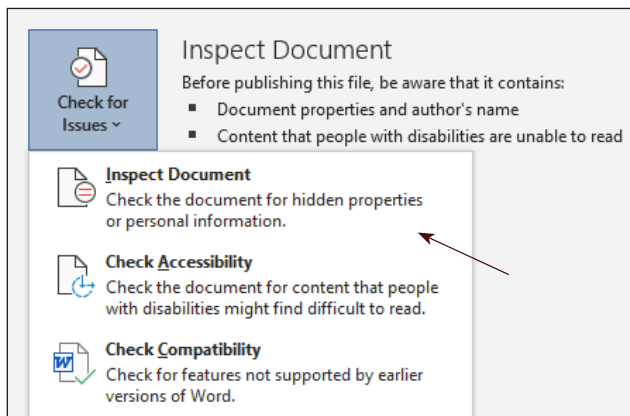 Check for
Issues
Inspect Document
Before publishing this file, be aware that it contains:
▪ Document properties and author's name
▪ Content that people with disabilities are unable to read
Inspect Document
Check the document for hidden properties
or personal information.
Check Accessibility
Check the document for content that people
with disabilities might find difficult to read.
Check Compatibility
Check for features not supported by earlier
versions of Word.